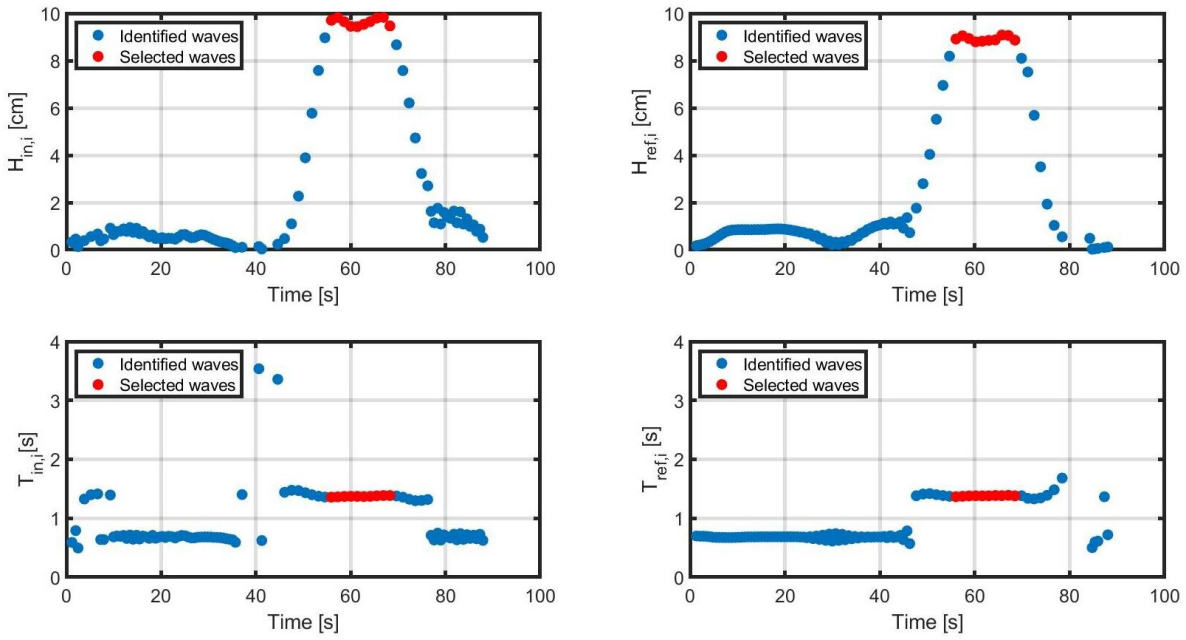 H_in,i [cm]
10
8
6
4
2
0
Identified waves
Selected waves
0 20 40 60 80 100
Time [s]
H_ref,i [cm]
10
8
6
4
2
0
Identified waves
Selected waves
0 20 40 60 80 100
Time [s]
T_in,i[s]
4
3
2
1
0
Identified waves
Selected waves
0 20 40 60 80 100
Time [s]
T_ref,i [s]
4
3
2
1
0
Identified waves
Selected waves
0 20 40 60 80 100
Time [s]